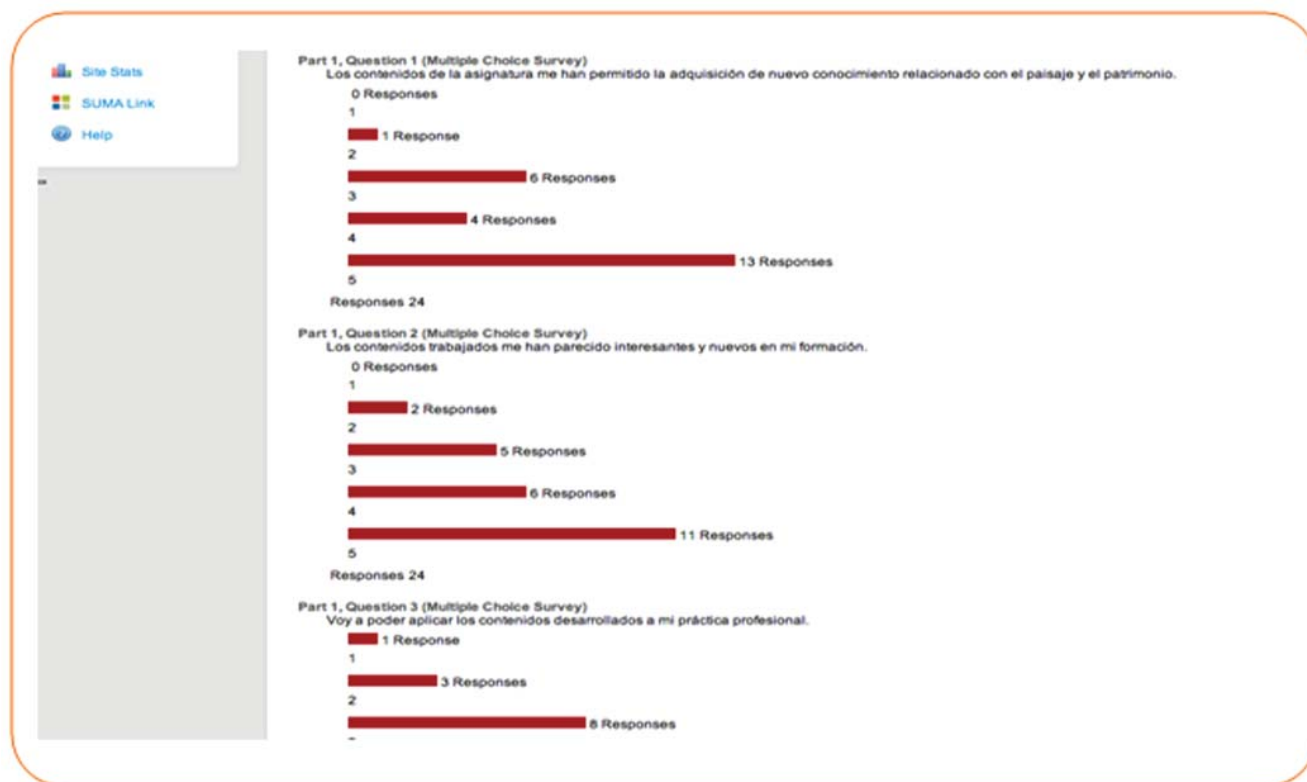 Site Stats
SUMA Link
Help
Part 1, Question 1 (Multiple Choice Survey)
Los contenidos de la asignatura me han permitido la adquisición de nuevo conocimiento relacionado con el paisaje y el patrimonio.
0 Responses
1
1 Response
2
6 Responses
3
4 Responses
4
13 Responses
5
Responses 24
Part 1, Question 2 (Multiple Choice Survey)
Los contenidos trabajados me han parecido interesantes y nuevos en mi formación.
0 Responses
1
2 Responses
2
5 Responses
3
6 Responses
4
11 Responses
5
Responses 24
Part 1, Question 3 (Multiple Choice Survey)
Voy a poder aplicar los contenidos desarrollados a mi práctica profesional.
1 Response
1
3 Responses
2
8 Responses